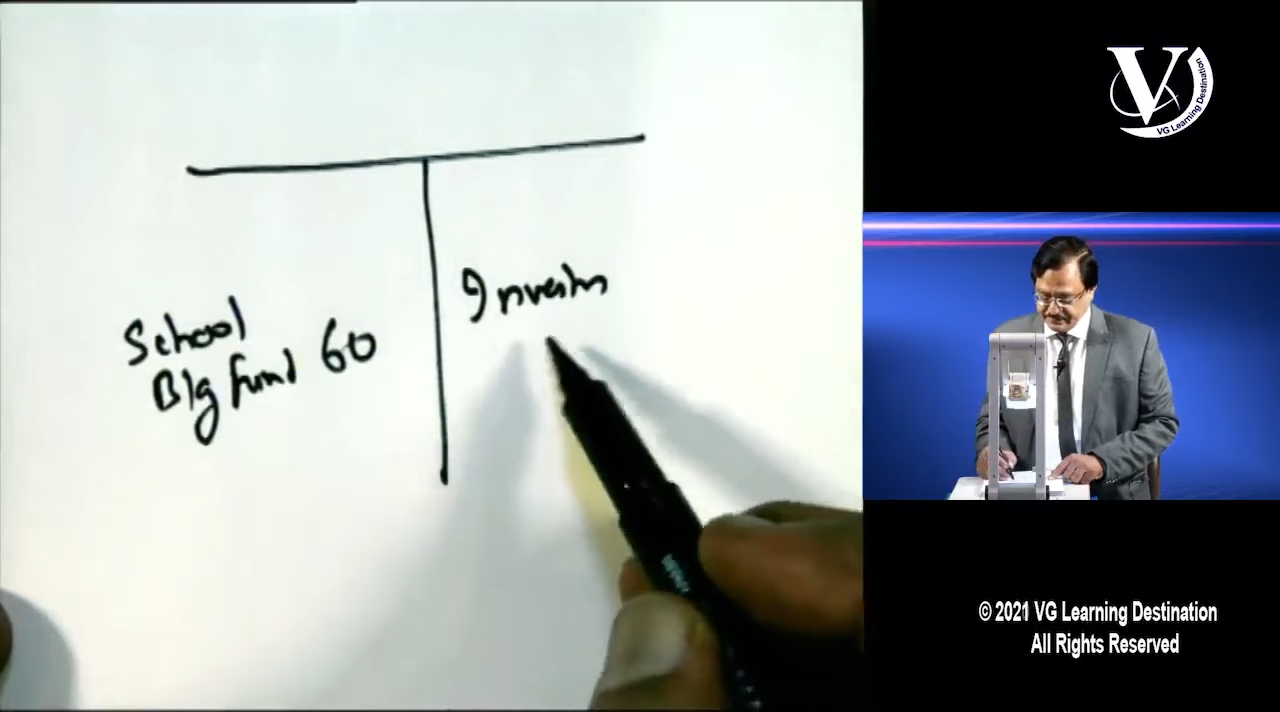 School
Blg fund 60
Investm
V
VG Learning Destination
© 2021 VG Learning Destination
All Rights Reserved